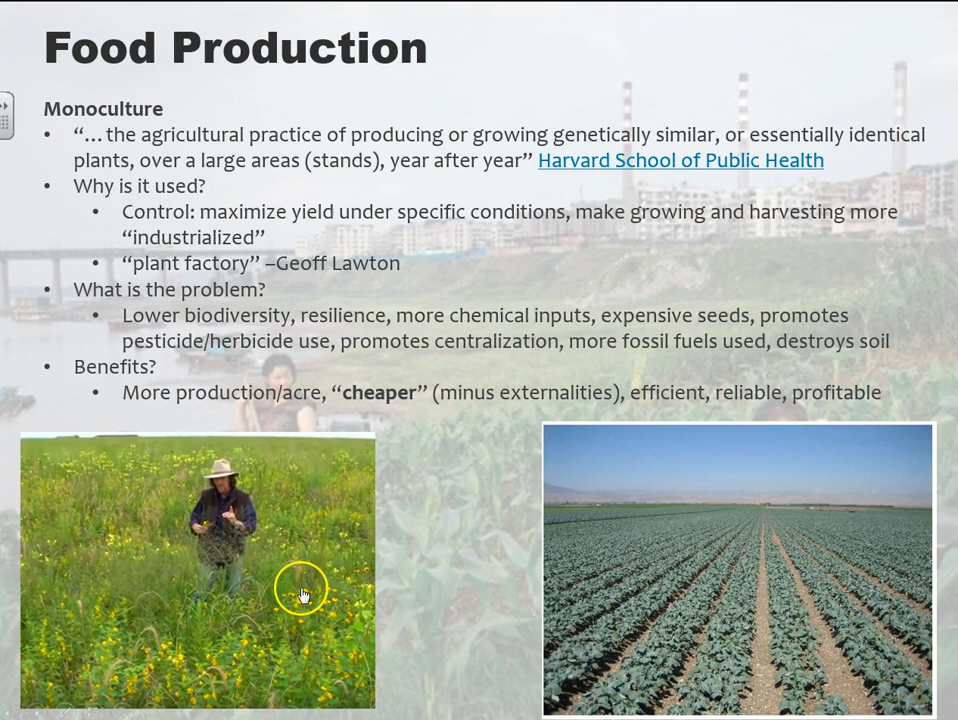 Food Production
Monoculture
• “… the agricultural practice of producing or growing genetically similar, or essentially identical
plants, over a large areas (stands), year after year” Harvard School of Public Health
• Why is it used?
• Control: maximize yield under specific conditions, make growing and harvesting more
“industrialized”
• “plant factory” –Geoff Lawton
• What is the problem?
• Lower biodiversity, resilience, more chemical inputs, expensive seeds, promotes
pesticide/herbicide use, promotes centralization, more fossil fuels used, destroys soil
• Benefits?
• More production/acre, “cheaper” (minus externalities), efficient, reliable, profitable